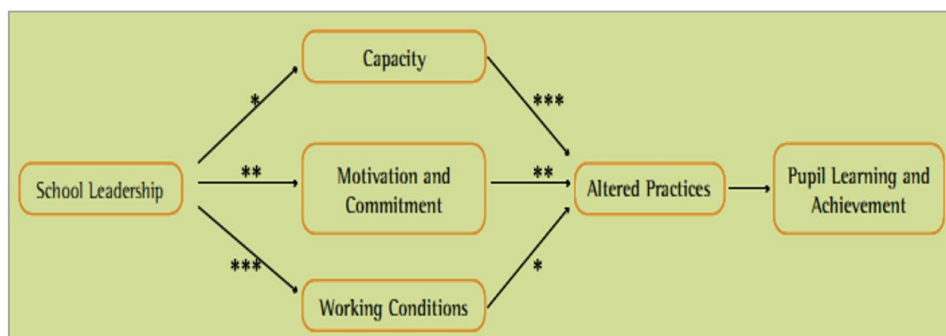 Capacity
*
***
School Leadership
**
Motivation and
Commitment
**
Altered Practices
Pupil Learning and
Achievement
***
*
Working Conditions